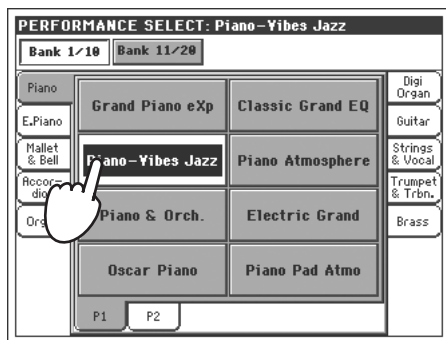 PERFORMANCE SELECT: Piano-Vibes Jazz
Bank 1/10
Bank 11/20
Piano
E.Piano
Mallet
& Bell
Accor-
Grand Piano eXp
Classic Grand EQ
Piano-Vibes Jazz
Piano Atmosphere
Piano & Orch.
Electric Grand
Oscar Piano
Piano Pad Atmo
Digi
Organ
Guitar
Strings
& Vocal
Trumpet
& Trbn.
Brass
P1
P2